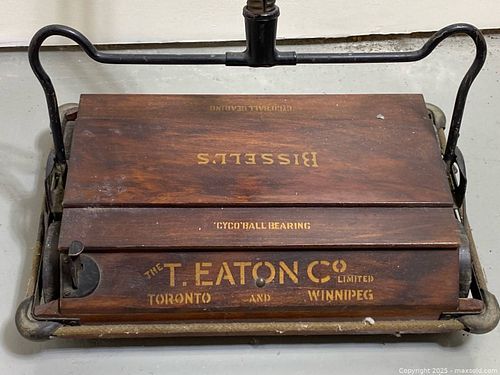 'CYCO' BALL BEARING
BISSELL'S
'CYCO' BALL BEARING
THE T. EATON Co LIMITED
TORONTO AND WINNIPEG
Copyright 2025 - maxsold.com